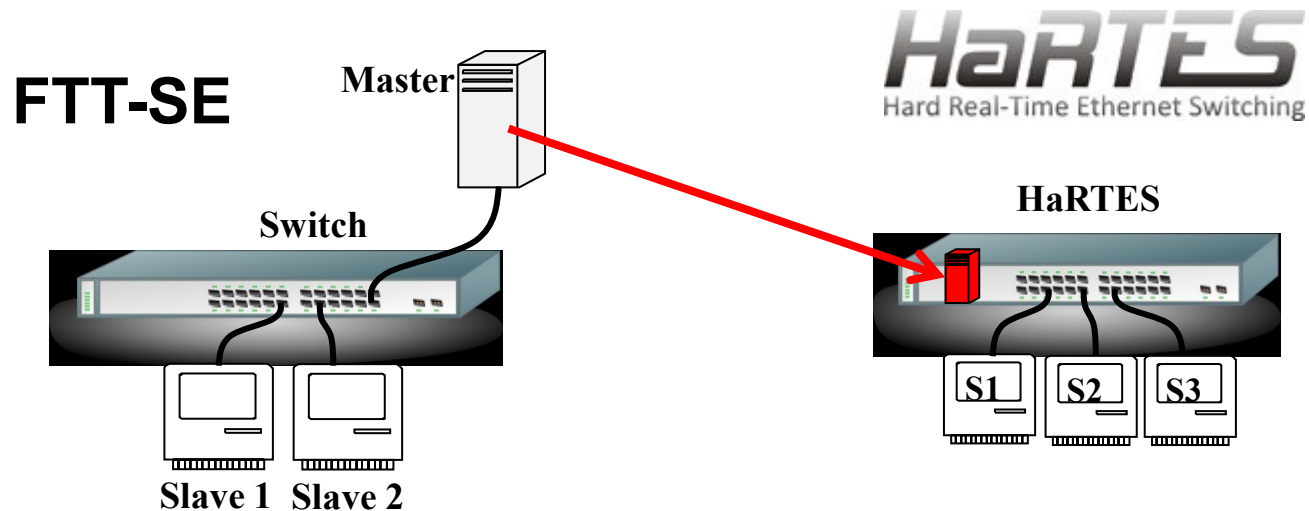 FTT-SE
Master
HaRTES
Hard Real-Time Ethernet Switching
Switch
HaRTES
S1
S2
S3
Slave 1
Slave 2